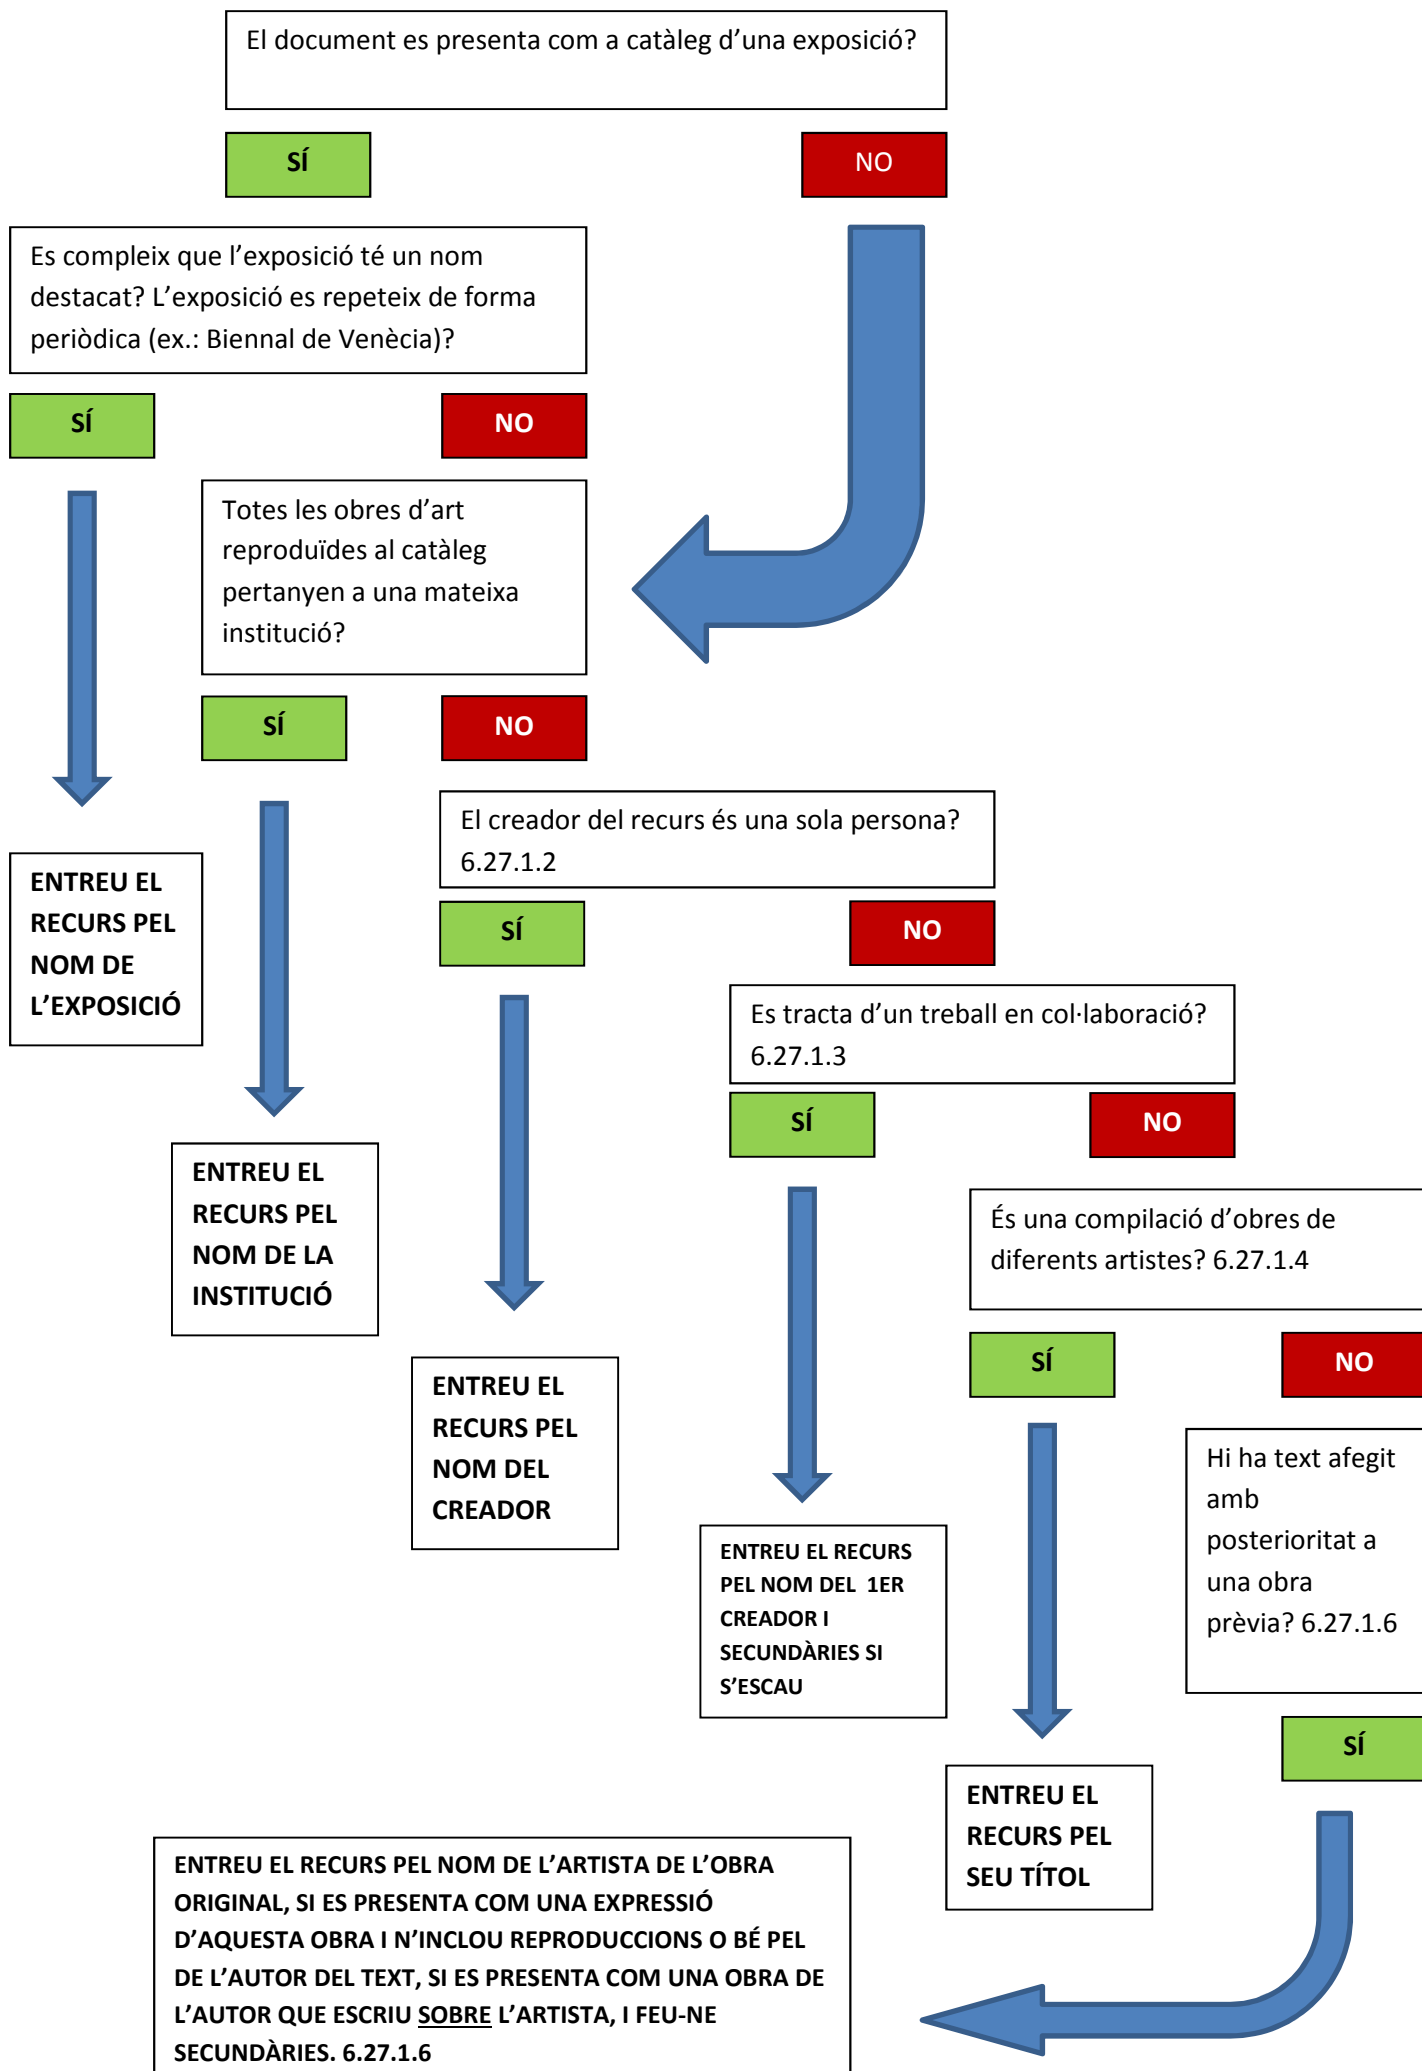 El document es presenta com a catàleg d’una exposició?
SÍ
NO
Es compleix que l’exposició té un nom
destacat? L’exposició es repeteix de forma
periòdica (ex.: Biennal de Venècia)?
SÍ
NO
Totes les obres d’art
reproduïdes al catàleg
pertanyen a una mateixa
institució?
SÍ
NO
El creador del recurs és una sola persona?
6.27.1.2
ENTREU EL
RECURS PEL
NOM DE
L’EXPOSICIÓ
SÍ
NO
Es tracta d’un treball en col·laboració?
6.27.1.3
SÍ
NO
ENTREU EL
RECURS PEL
NOM DE LA
INSTITUCIÓ
És una compilació d’obres de
diferents artistes? 6.27.1.4
SÍ
NO
ENTREU EL
RECURS PEL
NOM DEL
CREADOR
Hi ha text afegit
amb
posterioritat a
una obra
prèvia? 6.27.1.6
ENTREU EL RECURS
PEL NOM DEL  1ER
CREADOR I
SECUNDÀRIES SI
S’ESCAU
SÍ
ENTREU EL
RECURS PEL
SEU TÍTOL
ENTREU EL RECURS PEL NOM DE L’ARTISTA DE L’OBRA
ORIGINAL, SI ES PRESENTA COM UNA EXPRESSIÓ
D’AQUESTA OBRA I N’INCLOU REPRODUCCIONS O BÉ PEL
DE L’AUTOR DEL TEXT, SI ES PRESENTA COM UNA OBRA DE
L’AUTOR QUE ESCRIU SOBRE L’ARTISTA, I FEU-NE
SECUNDÀRIES. 6.27.1.6